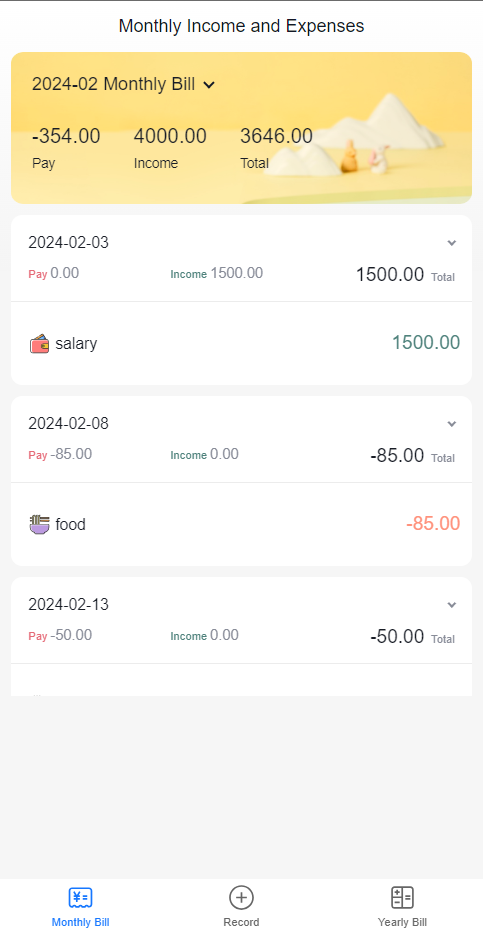 Monthly Income and Expenses
2024-02 Monthly Bill
-354.00 4000.00 3646.00
Pay Income Total
2024-02-03
Pay 0.00 Income 1500.00 1500.00 Total
salary 1500.00
2024-02-08
Pay -85.00 Income 0.00 -85.00 Total
food -85.00
2024-02-13
Pay -50.00 Income 0.00 -50.00 Total
Monthly Bill Record Yearly Bill